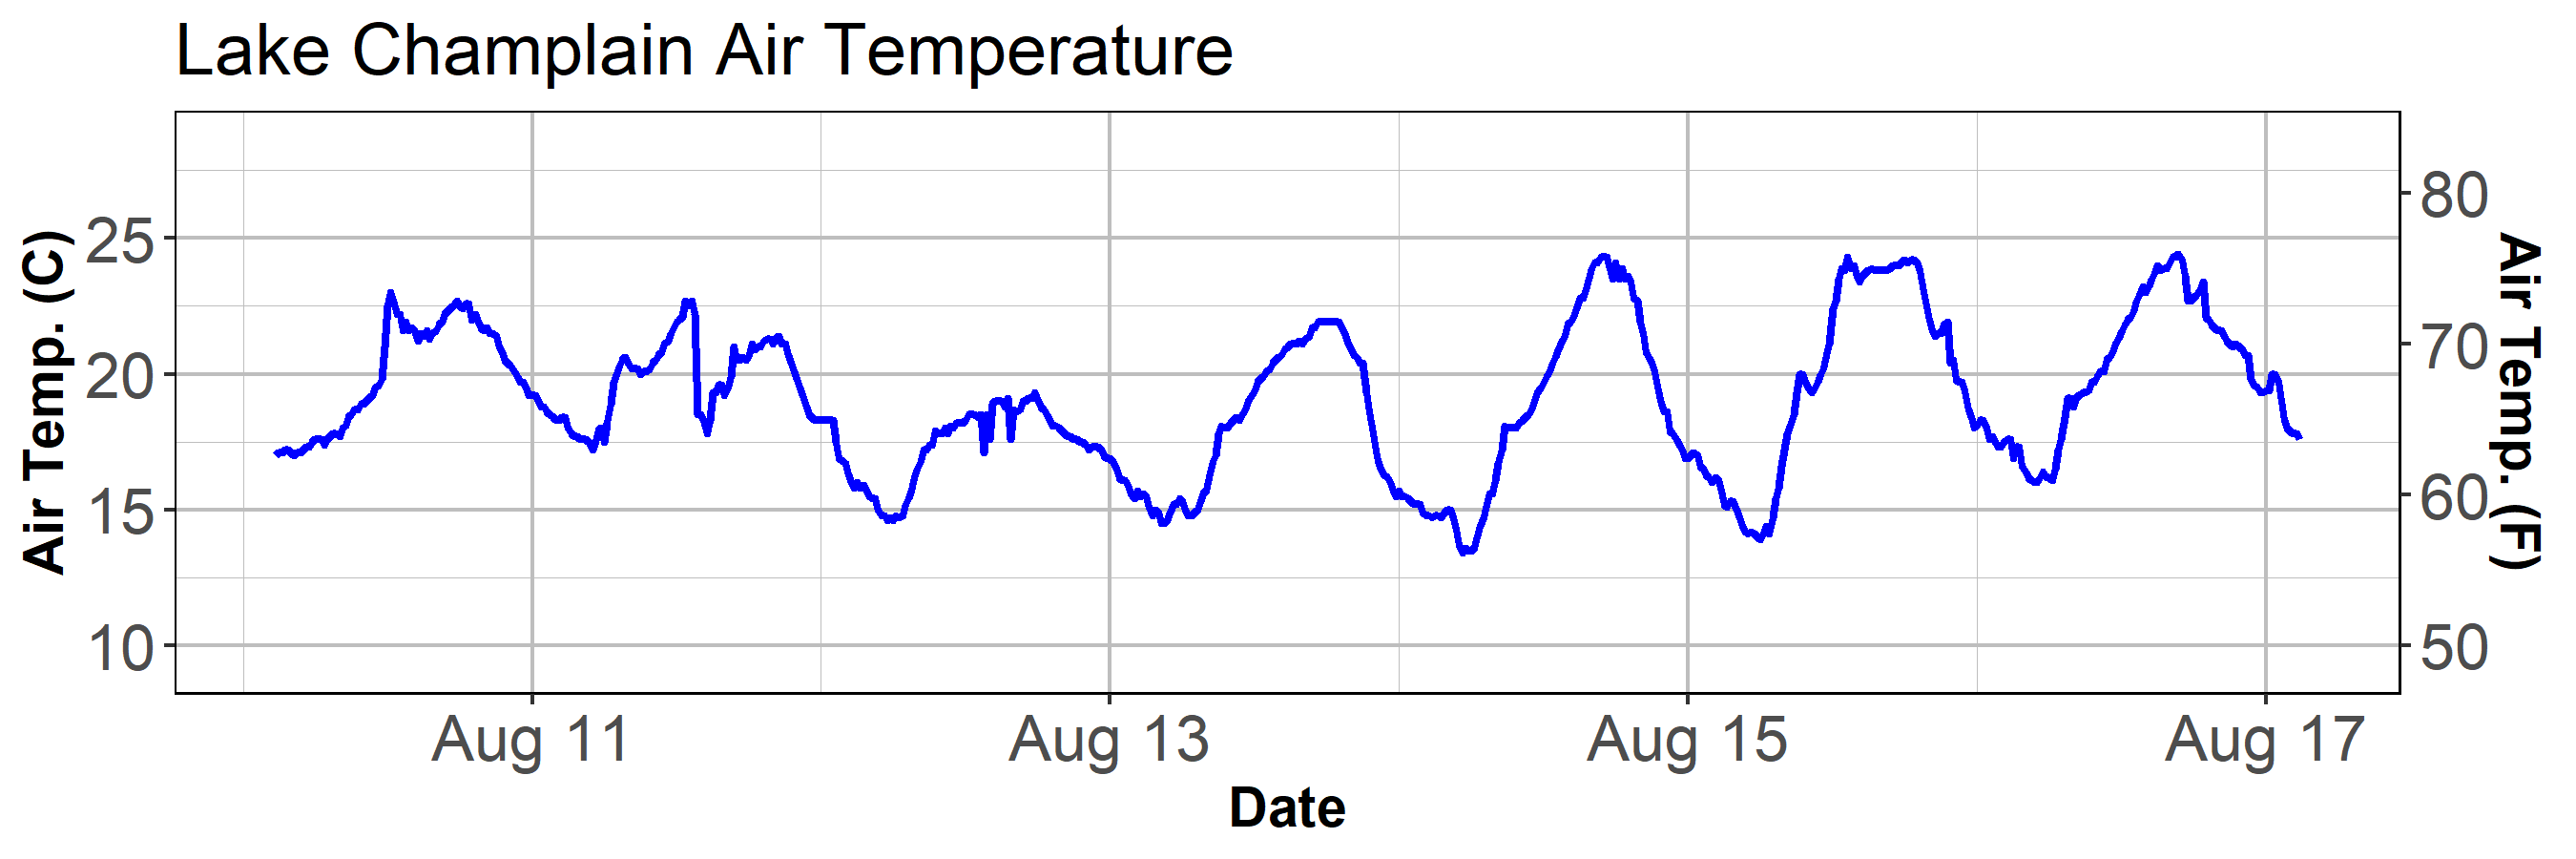 Lake Champlain Air Temperature
Air Temp. (C)
25
20
15
10
80
70
60
50
Air Temp. (F)
Aug 11 Aug 13 Aug 15 Aug 17
Date